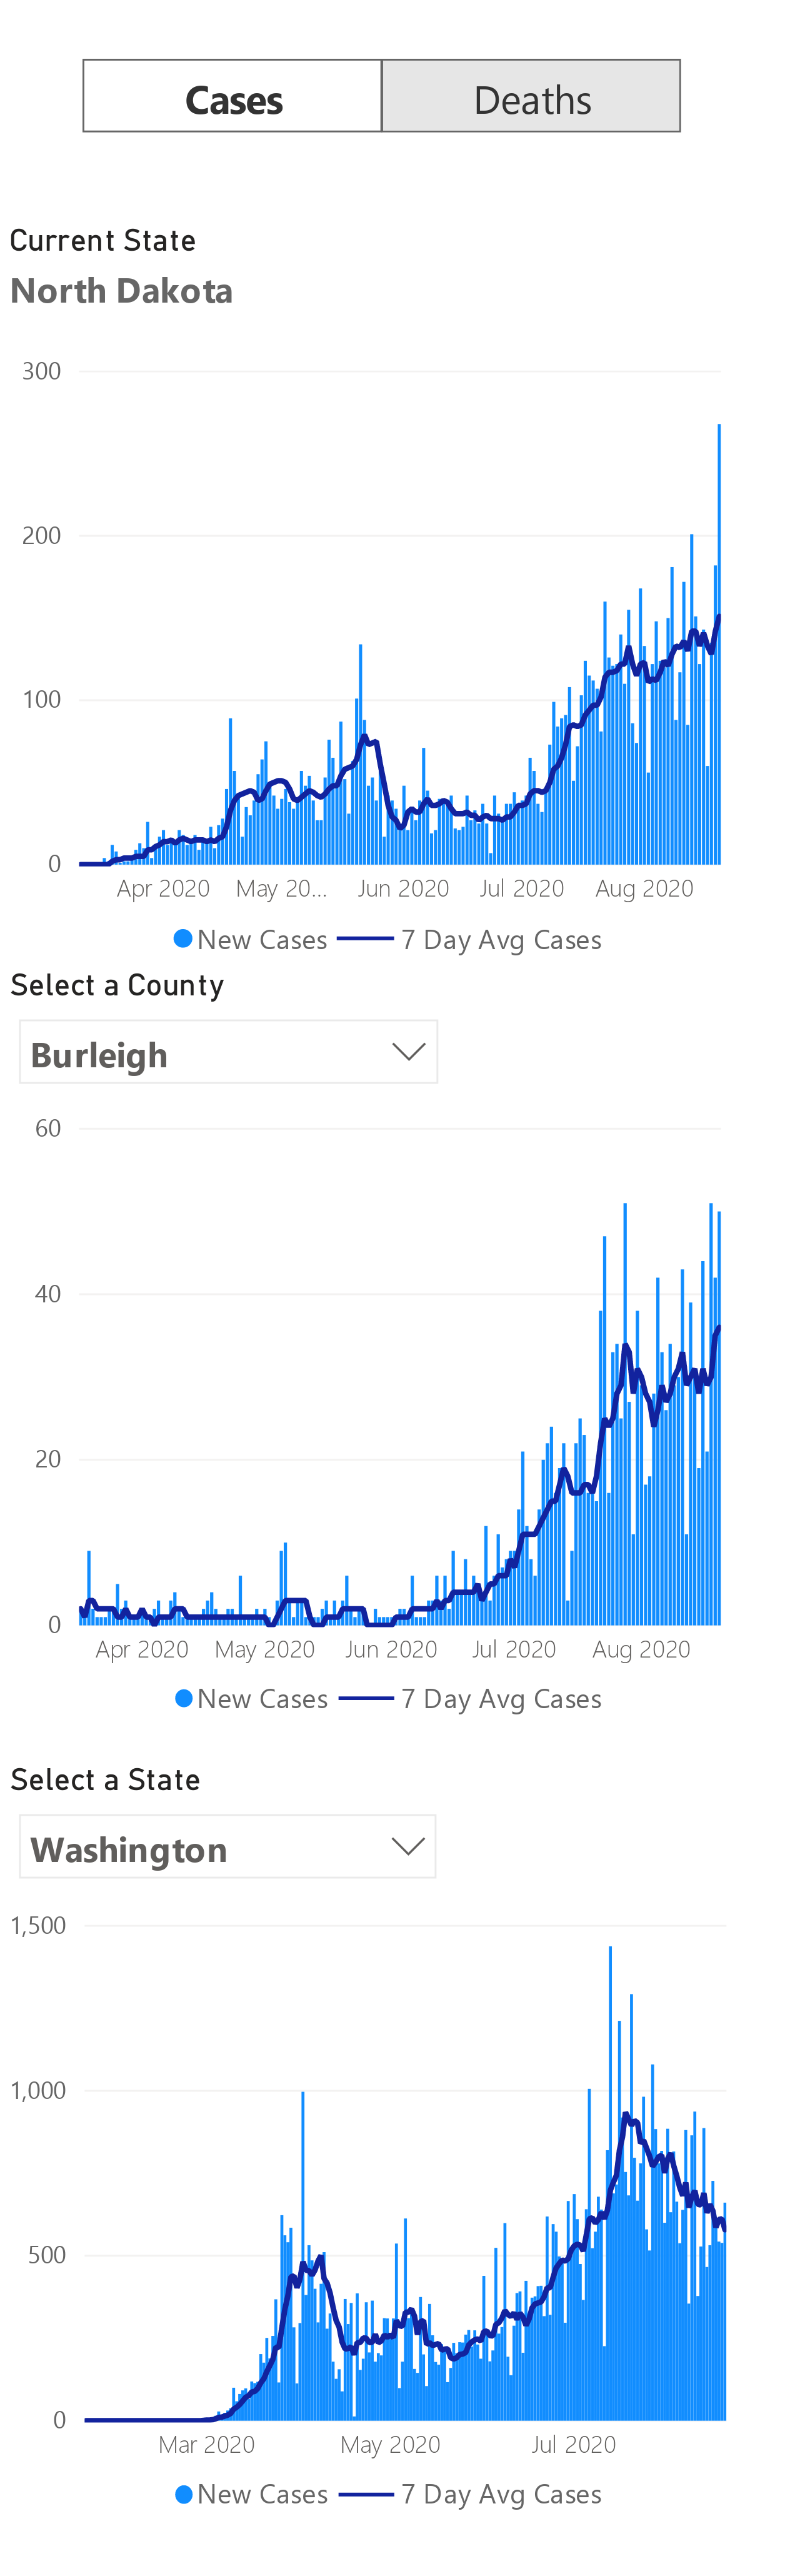 Cases Deaths
Current State
North Dakota
300
200
100
0
Apr 2020 May 20... Jun 2020 Jul 2020 Aug 2020
New Cases 7 Day Avg Cases
Select a County
Burleigh
60
40
20
0
Apr 2020 May 2020 Jun 2020 Jul 2020 Aug 2020
New Cases 7 Day Avg Cases
Select a State
Washington
1,500
1,000
500
0
Mar 2020 May 2020 Jul 2020
New Cases 7 Day Avg Cases